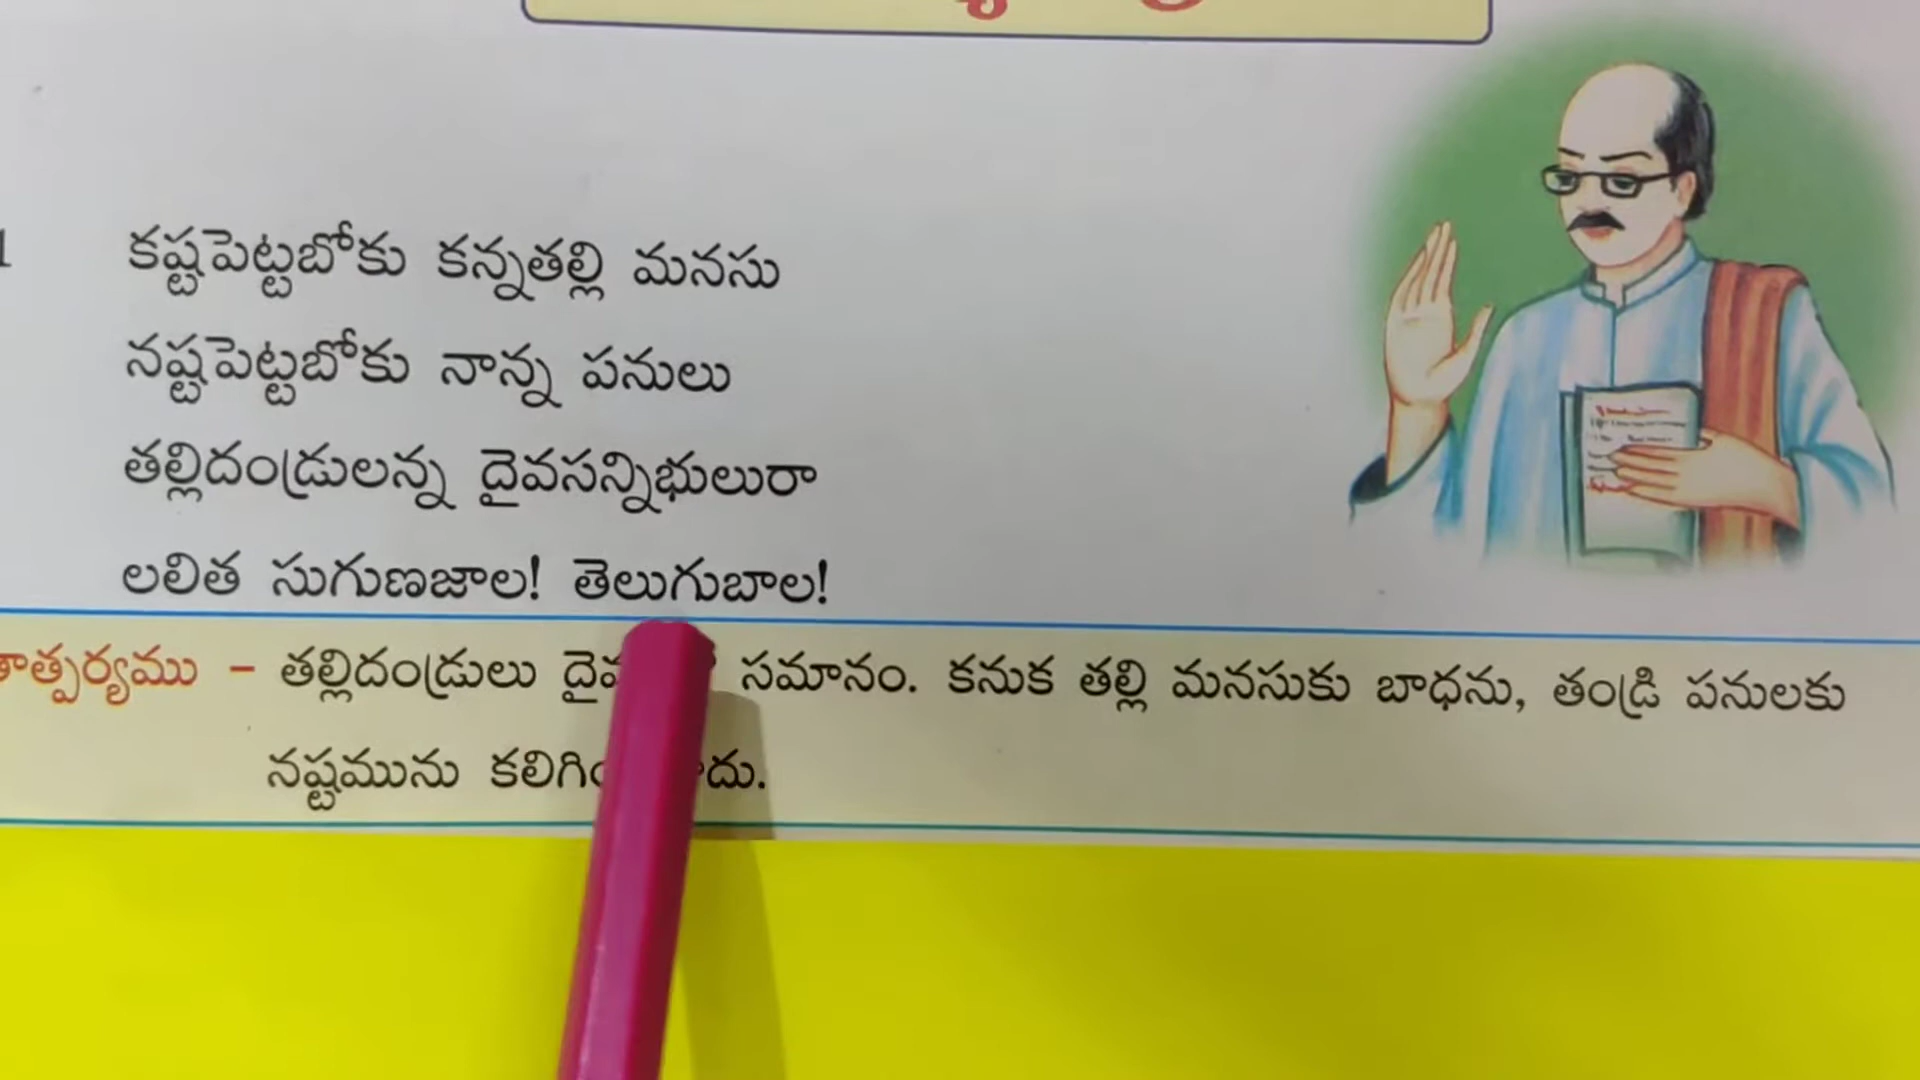 1 కష్టపెట్టబోకు కన్నతల్లి మనసు
నష్టపెట్టబోకు నాన్న పనులు
తల్లిదండ్రులన్న దైవసన్నిభులురా
లలిత సుగుణజాల! తెలుగుబాల!
తాత్పర్యము - తల్లిదండ్రులు సమానం. కనుక తల్లి మనసుకు బాధను, తండ్రి పనులకు
నష్టమును